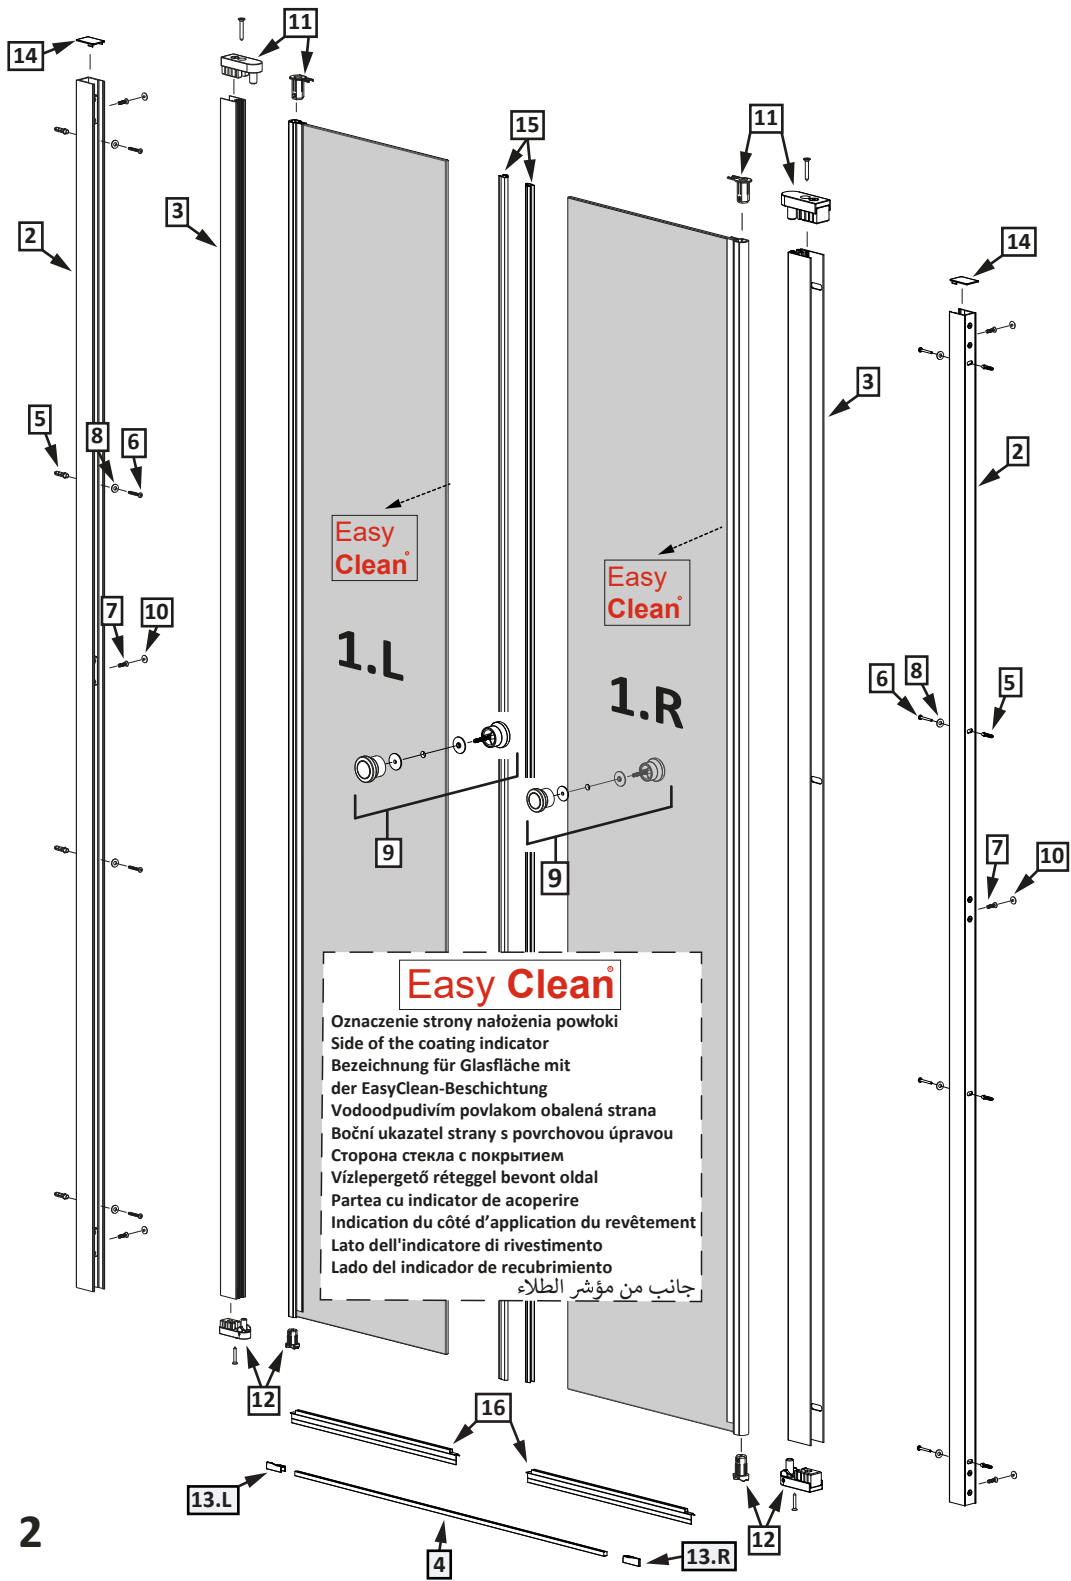 11
14
15
11
3
2
14
3
5
8
6
2
Easy
Clean®
Easy
Clean®
7
10
1.L
1.R
6
8
5
9
9
7
10
Easy Clean®
Oznaczenie strony nałożenia powłoki
Side of the coating indicator
Bezeichnung für Glasfläche mit
der EasyClean-Beschichtung
Vodoodpudivím povlakom obalená strana
Boční ukazatel strany s povrchovou úpravou
Сторона стекла с покрытием
Vízlepergető réteggel bevont oldal
Partea cu indicator de acoperire
Indication du côté d’application du revêtement
Lato dell'indicatore di rivestimento
Lado del indicador de recubrimiento
جانب من مؤشر الطلاء
12
16
13.L
2
4
13.R
12